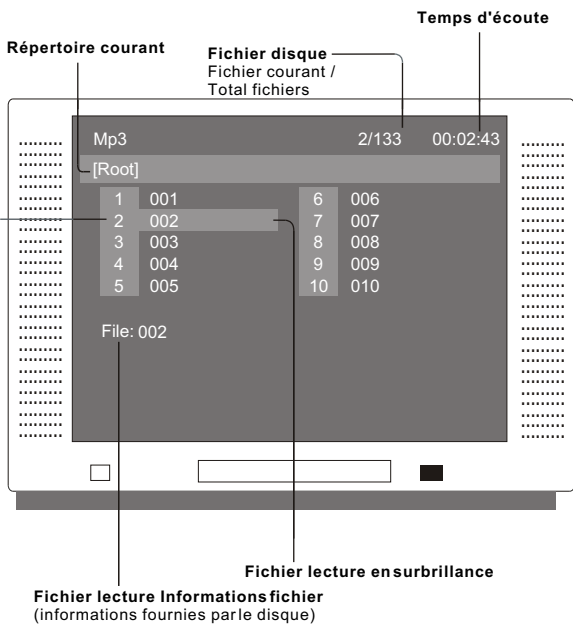 Temps d'écoute
Répertoire courant
Fichier disque
Fichier courant /
Total fichiers
Mp3 2/133 00:02:43
[Root]
1 001 6 006
2 002 7 007
3 003 8 008
4 004 9 009
5 005 10 010
File: 002
Fichier lecture en surbrillance
Fichier lecture Informations fichier
(informations fournies par le disque)